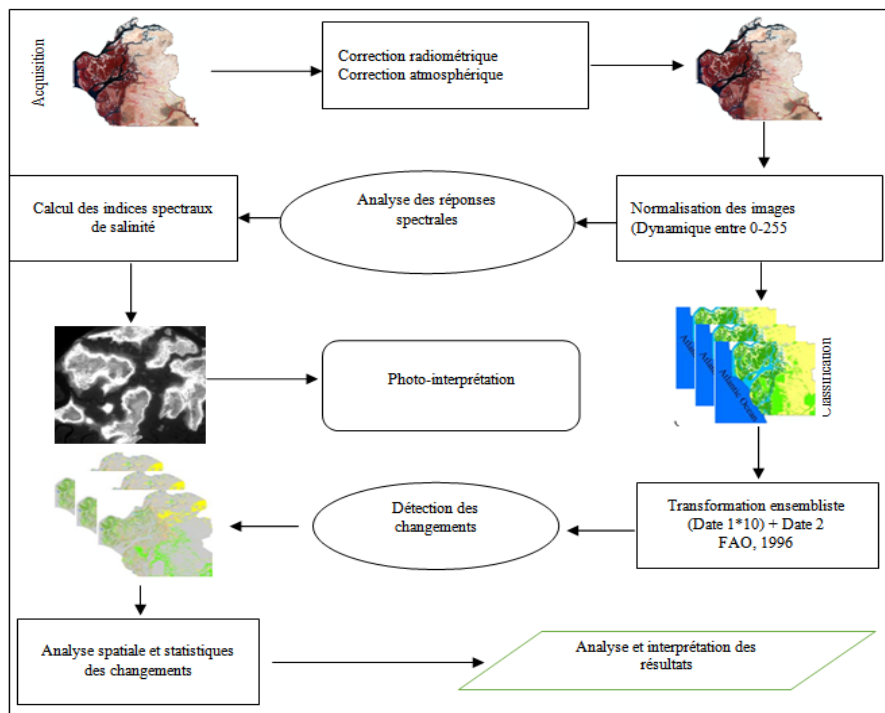 Acquisition
Correction radiométrique
Correction atmosphérique
Calcul des indices spectraux
de salinité
Analyse des réponses
spectrales
Normalisation des images
(Dynamique entre 0-255
Photo-interprétation
Atlantic Ocean
Classification
Détection des
changements
Transformation ensembliste
(Date 1*10) + Date 2
FAO, 1996
Analyse spatiale et statistiques
des changements
Analyse et interprétation des
résultats